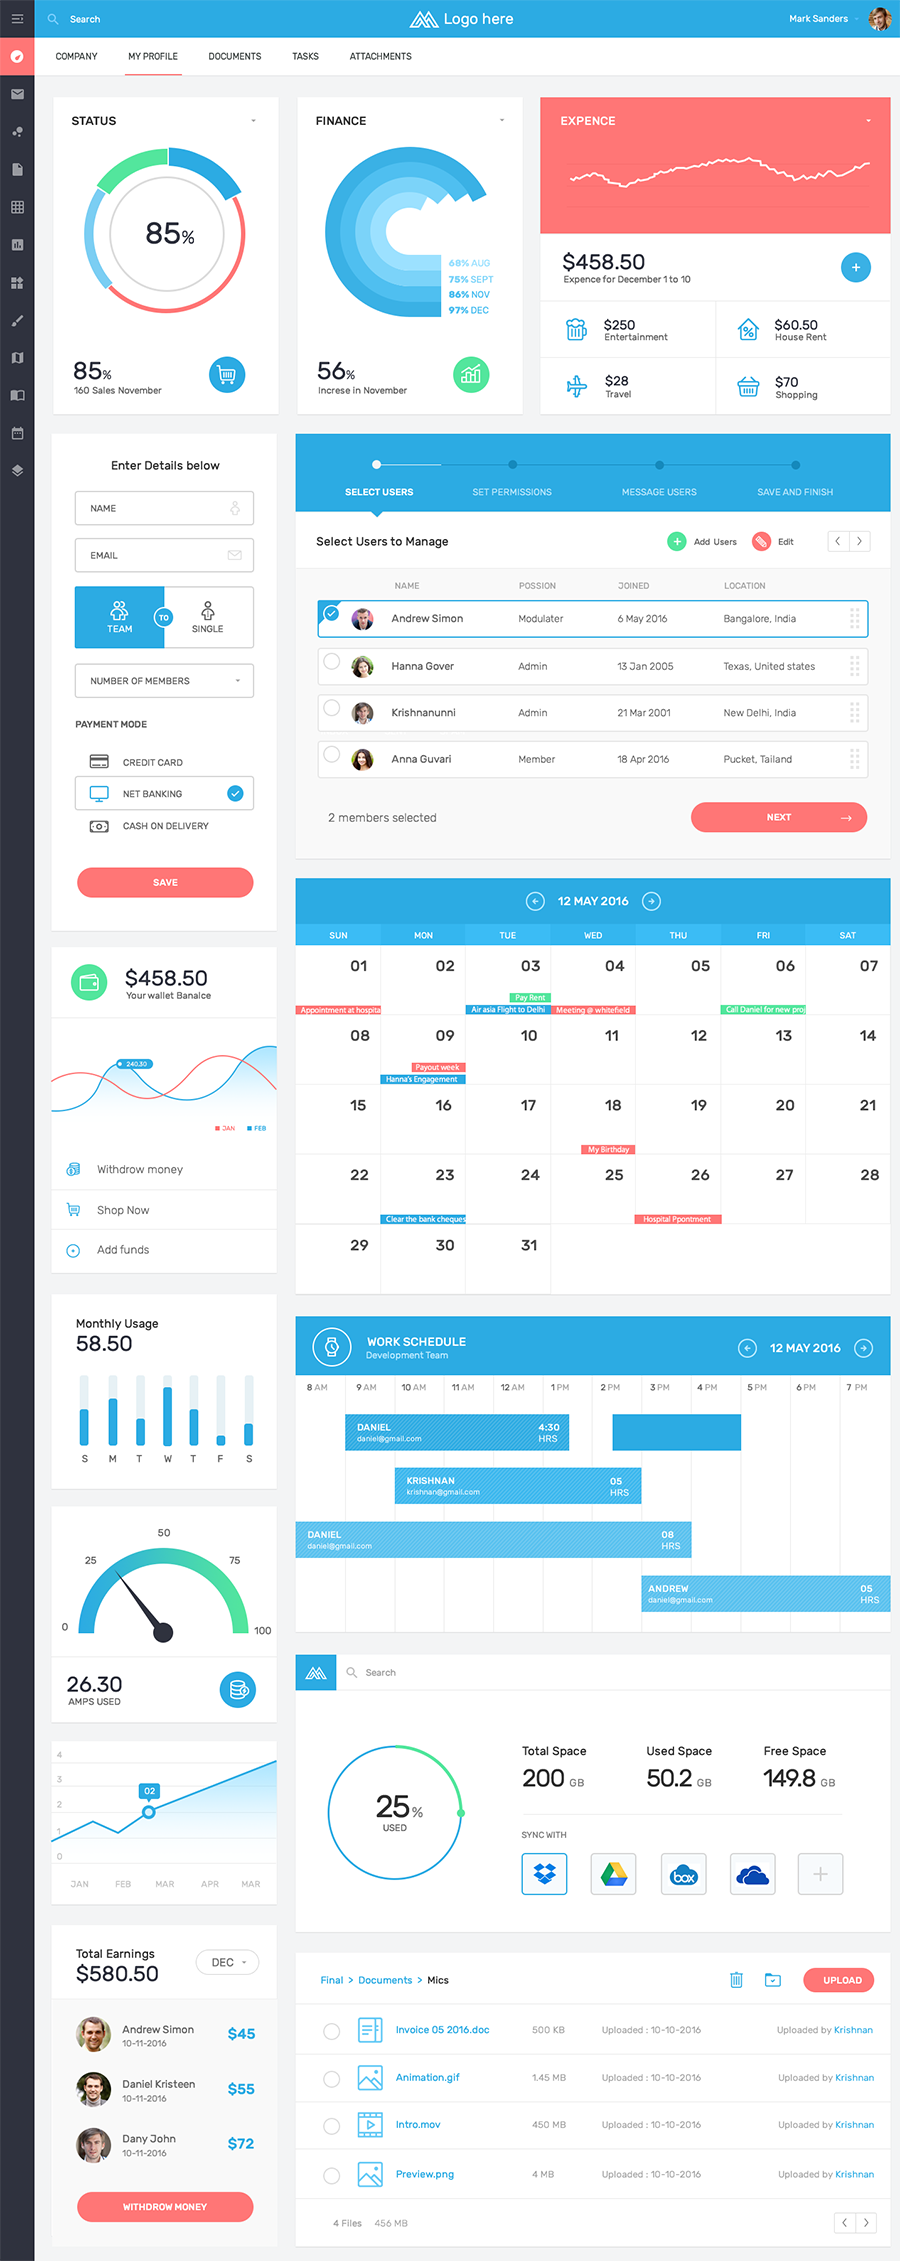 Search
Logo here
Mark Sanders
COMPANY
MY PROFILE
DOCUMENTS
TASKS
ATTACHMENTS
STATUS
85%
85%
160 Sales November
FINANCE
68% AUG
75% SEPT
86% NOV
97% DEC
56%
Increse in November
EXPENCE
$458.50
Expence for December 1 to 10
$250
Entertainment
$60.50
House Rent
$28
Travel
$70
Shopping
Enter Details below
NAME
EMAIL
TEAM
TO
SINGLE
NUMBER OF MEMBERS
PAYMENT MODE
CREDIT CARD
NET BANKING
CASH ON DELIVERY
SAVE
SELECT USERS
SET PERMISSIONS
MESSAGE USERS
SAVE AND FINISH
Select Users to Manage
Add Users
Edit
NAME POSSION JOINED LOCATION
Andrew Simon Modulater 6 May 2016 Bangalore, India
Hanna Gover Admin 13 Jan 2005 Texas, United states
Krishnanunni Admin 21 Mar 2001 New Delhi, India
Anna Guvari Member 18 Apr 2016 Pucket, Tailand
2 members selected
NEXT
$458.50
Your wallet Banalce
240.30
JAN FEB
Withdrow money
Shop Now
Add funds
12 MAY 2016
SUN MON TUE WED THU FRI SAT
01 02 03 04 05 06 07
Pay Rent
Appointment at hospita
Air asia Flight to Delhi
Meeting @ whitefield
Call Daniel for new proj
08 09 10 11 12 13 14
Payout week
Hanna's Engagement
15 16 17 18 19 20 21
My Birthday
22 23 24 25 26 27 28
Clear the bank cheques
Hospital Ppontment
29 30 31
Monthly Usage
58.50
S M T W T F S
WORK SCHEDULE
Development Team
12 MAY 2016
8 AM 9 AM 10 AM 11 AM 12 AM 1 PM 2 PM 3 PM 4 PM 5 PM 6 PM 7 PM
DANIEL 4:30
daniel@gmail.com HRS
KRISHNAN 05
krishnan@gmail.com HRS
DANIEL 08
daniel@gmail.com HRS
ANDREW 05
daniel@gmail.com HRS
0
25
50
75
100
26.30
AMPS USED
Search
25%
USED
Total Space
200 GB
Used Space
50.2 GB
Free Space
149.8 GB
SYNC WITH
box
4
3
2
1
0
02
JAN FEB MAR APR MAR
Total Earnings
$580.50
DEC
Andrew Simon
10-11-2016
$45
Daniel Kristeen
10-11-2016
$55
Dany John
10-11-2016
$72
WITHDROW MONEY
Final > Documents > Mics
UPLOAD
Invoice 05 2016.doc 500 KB Uploaded : 10-10-2016 Uploaded by Krishnan
Animation.gif 1.45 MB Uploaded : 10-10-2016 Uploaded by Krishnan
Intro.mov 450 MB Uploaded : 10-10-2016 Uploaded by Krishnan
Preview.png 4 MB Uploaded : 10-10-2016 Uploaded by Krishnan
4 Files 456 MB